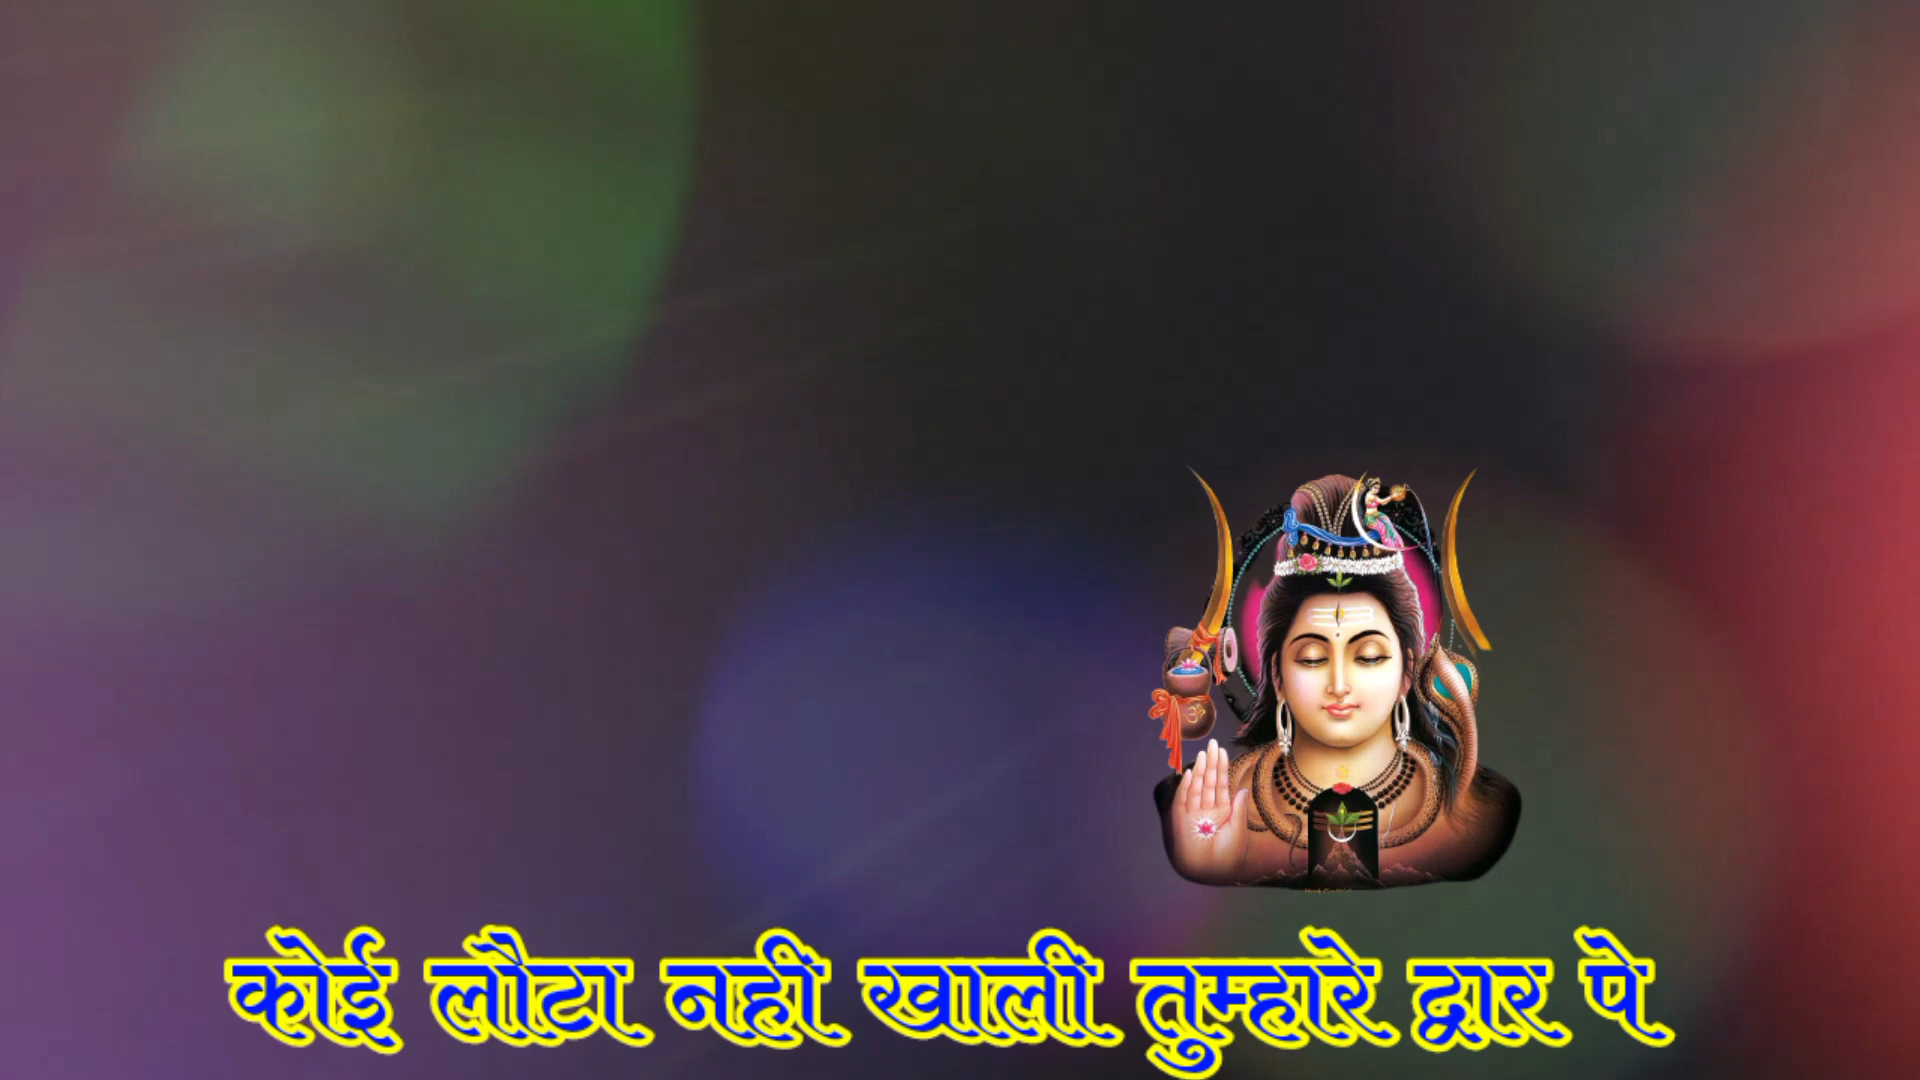 कोई लौटा नहीं खाली तुम्हारे द्वार पे